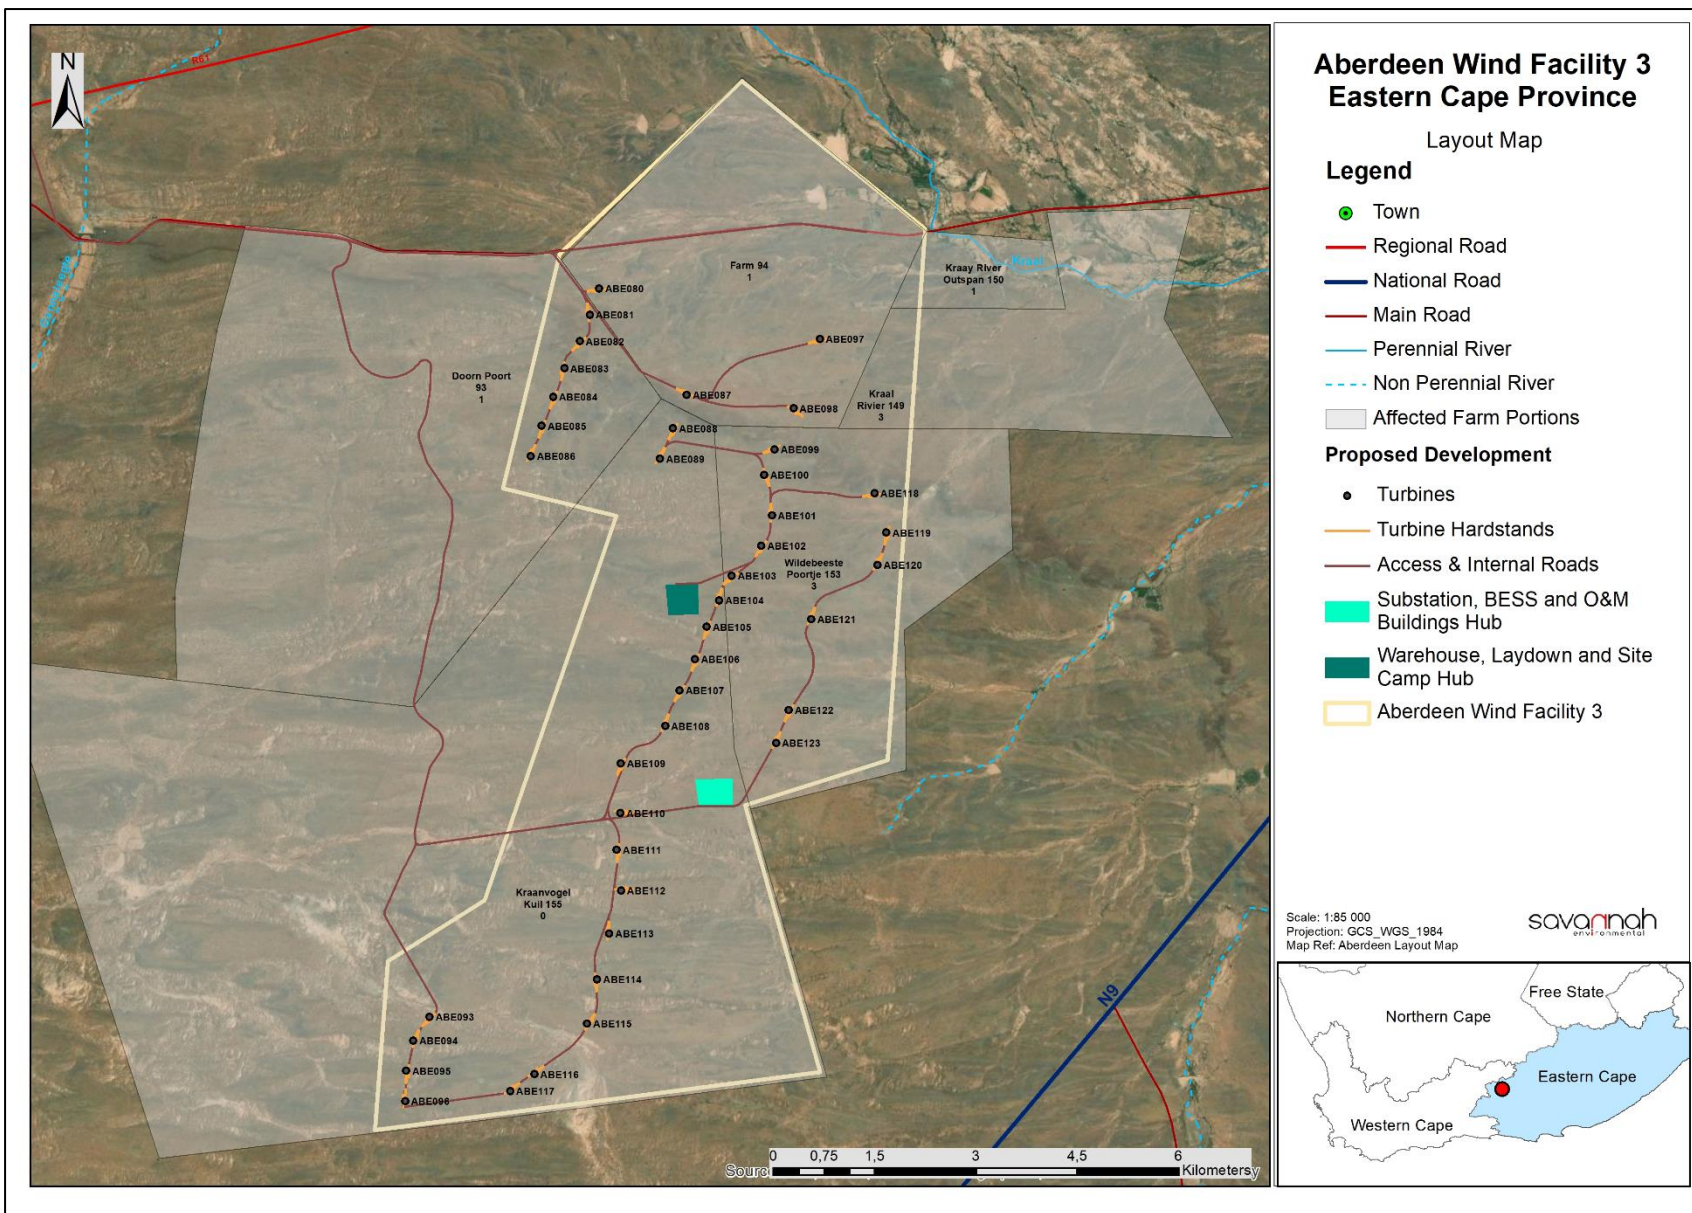 N
R61
Kraai
Farm 94
1
Kraay River
Outspan 150
1
ABE080
ABE081
ABE082
ABE083
ABE084
ABE085
ABE086
Doorn Poort
93
1
ABE097
ABE087
ABE098
Kraal
Rivier 149
3
ABE088
ABE089
ABE099
ABE100
ABE118
ABE101
ABE119
ABE102
Wildebeeste
Poortje 153
3
ABE120
ABE103
ABE104
ABE121
ABE105
ABE106
ABE107
ABE122
ABE108
ABE123
ABE109
ABE110
ABE111
ABE112
Kraanvogel
Kuil 155
0
ABE113
ABE114
ABE093
ABE115
ABE094
ABE095
ABE116
ABE096
ABE117
N9
0 0,75 1,5 3 4,5 6
Kilometersy
Aberdeen Wind Facility 3
Eastern Cape Province
Layout Map
Legend
Town
Regional Road
National Road
Main Road
Perennial River
Non Perennial River
Affected Farm Portions
Proposed Development
Turbines
Turbine Hardstands
Access & Internal Roads
Substation, BESS and O&M
Buildings Hub
Warehouse, Laydown and Site
Camp Hub
Aberdeen Wind Facility 3
Scale: 1:85 000
Projection: GCS_WGS_1984
Map Ref: Aberdeen Layout Map
savannah
environmental
Free State
Northern Cape
Eastern Cape
Western Cape